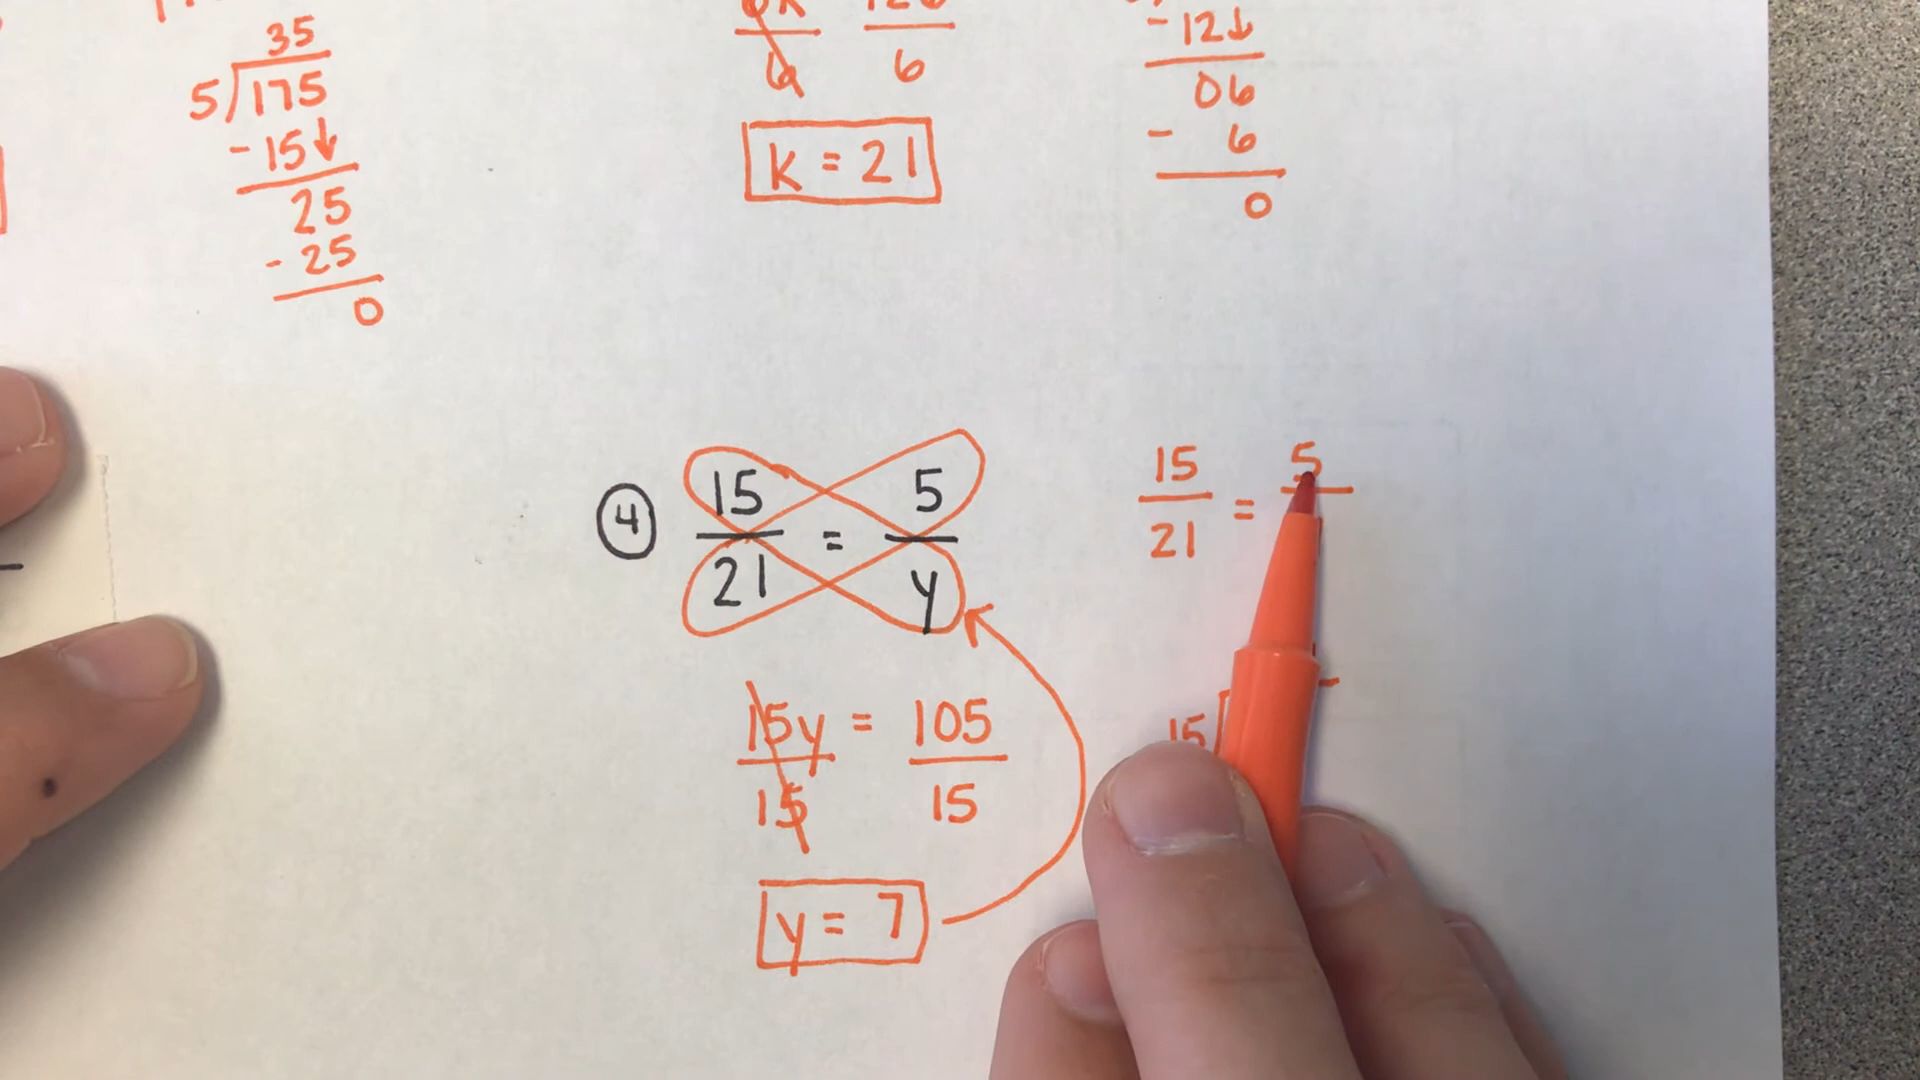 35
5 175
-15↓
25
-25
0
6
6
k = 21
-12↓
06
- 6
0
4 15/21 = 5/y
15y = 105
15 15
y = 7
15/21 = 5
15